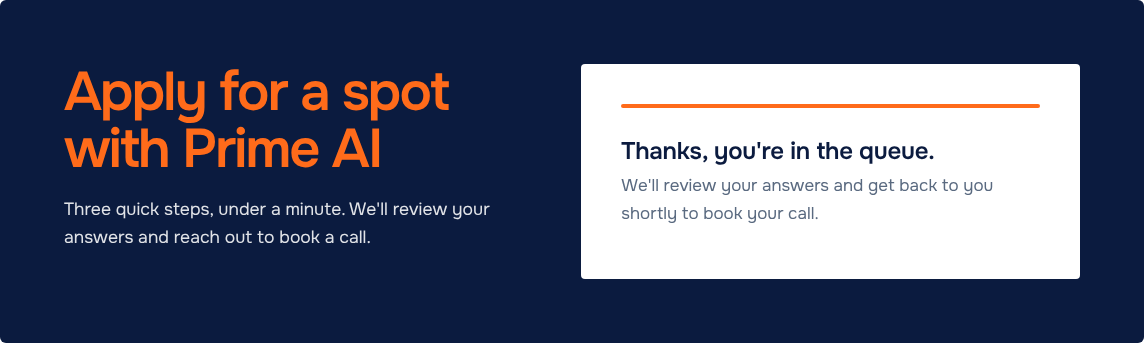 Apply for a spot
with Prime AI
Three quick steps, under a minute. We'll review your
answers and reach out to book a call.
Thanks, you're in the queue.
We'll review your answers and get back to you
shortly to book your call.